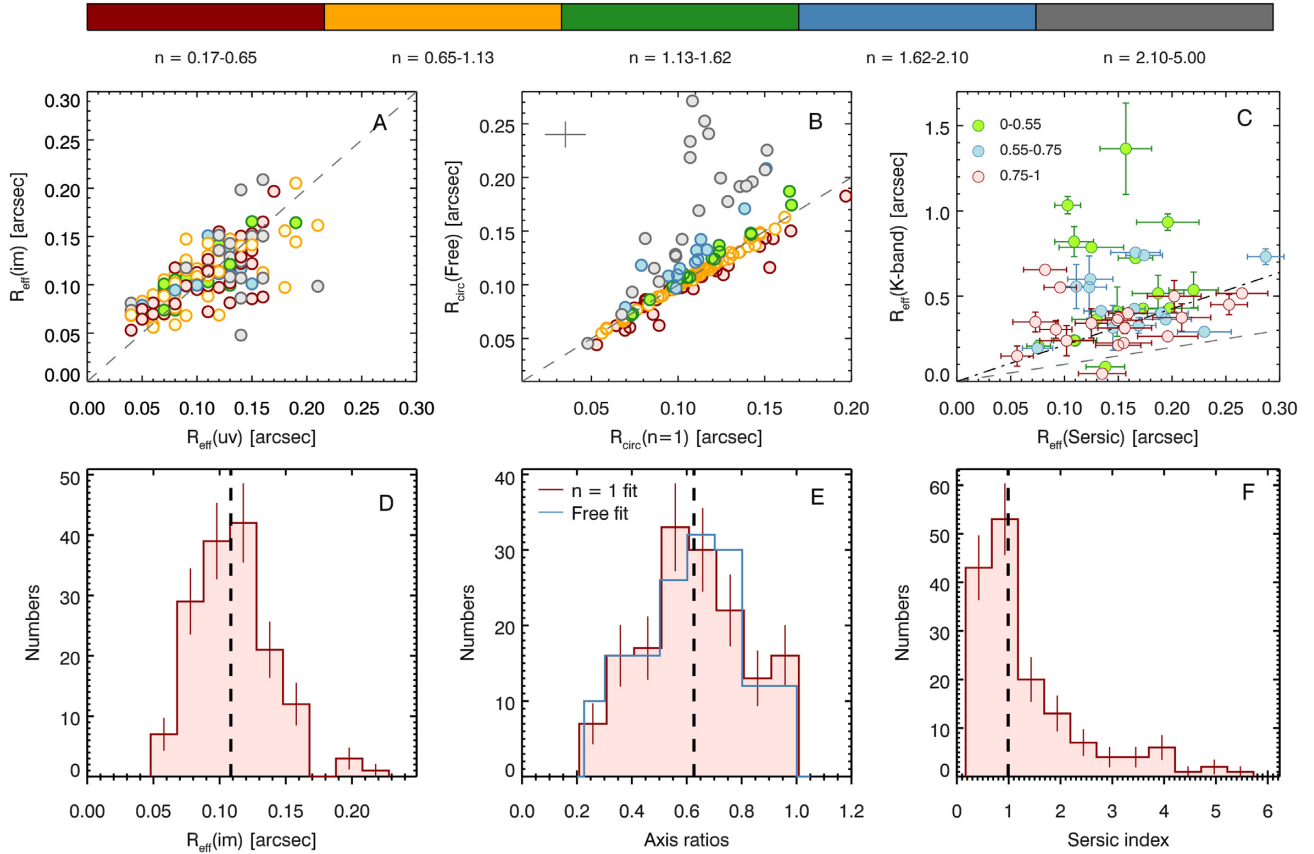 n = 0.17-0.65 n = 0.65-1.13 n = 1.13-1.62 n = 1.62-2.10 n = 2.10-5.00
A
0.30
0.25
0.20
0.15
0.10
0.05
0.00
R_eff(im) [arcsec]
0.00 0.05 0.10 0.15 0.20 0.25 0.30
R_eff(uv) [arcsec]
B
0.25
0.20
0.15
0.10
0.05
R_circ(Free) [arcsec]
0.05 0.10 0.15 0.20
R_circ(n=1) [arcsec]
C
0-0.55
0.55-0.75
0.75-1
1.5
1.0
0.5
0.0
R_eff(K-band) [arcsec]
0.00 0.05 0.10 0.15 0.20 0.25 0.30
R_eff(Sersic) [arcsec]
D
50
40
30
20
10
0
Numbers
0.00 0.05 0.10 0.15 0.20
R_eff(im) [arcsec]
E
n = 1 fit
Free fit
40
30
20
10
0
Numbers
0.0 0.2 0.4 0.6 0.8 1.0 1.2
Axis ratios
F
60
50
40
30
20
10
0
Numbers
0 1 2 3 4 5 6
Sersic index